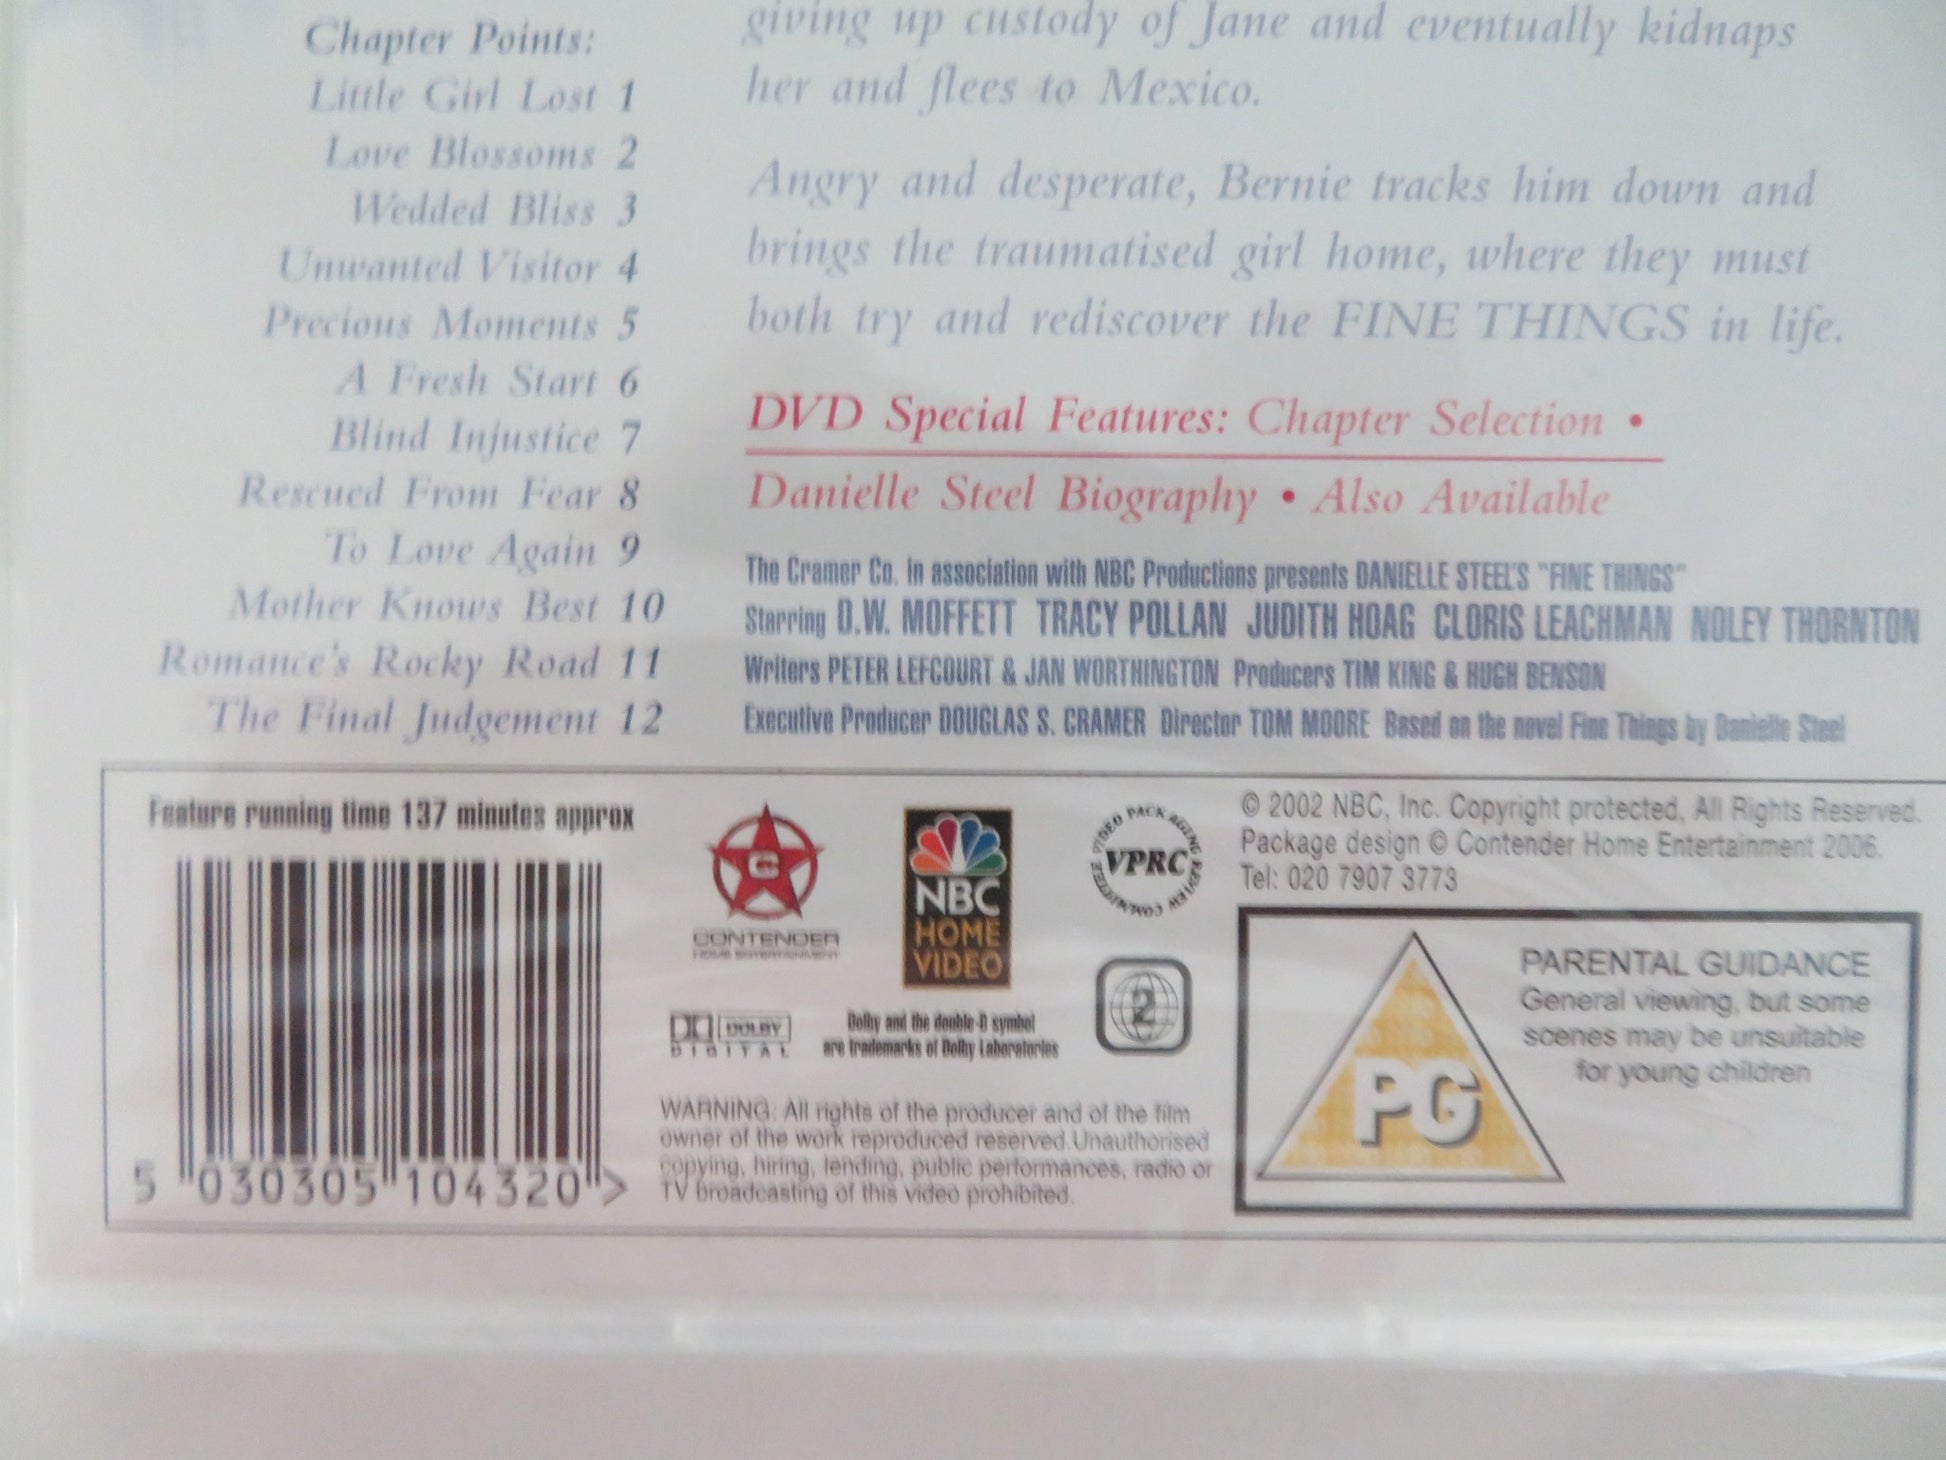 Chapter Points:
Little Girl Lost 1
Love Blossoms 2
Wedded Bliss 3
Unwanted Visitor 4
Precious Moments 5
A Fresh Start 6
Blind Injustice 7
Rescued From Fear 8
To Love Again 9
Mother Knows Best 10
Romance's Rocky Road 11
The Final Judgement 12
giving up custody of Jane and eventually kidnaps
her and flees to Mexico.
Angry and desperate, Bernie tracks him down and
brings the traumatised girl home, where they must
both try and rediscover the FINE THINGS in life.
DVD Special Features: Chapter Selection •
Danielle Steel Biography • Also Available
The Cramer Co. in association with NBC Productions presents DANIELLE STEEL'S "FINE THINGS"
Starring D.W. MOFFETT TRACY POLLAN JUDITH HOAG CLORIS LEACHMAN NOLEY THORNTON
Writers PETER LEFCOURT & JAN WORTHINGTON Producers TIM KING & HUGH BENSON
Executive Producer DOUGLAS S. CRAMER Director TOM MOORE Based on the novel Fine Things by Danielle Steel
Feature running time 137 minutes approx
5 030305 104320 >
C
CONTENDER
HOME ENTERTAINMENT
NBC
HOME
VIDEO
VIDEO PACKAGING REVIEW COMMITTEE
VPRC
2
DOLBY
DIGITAL
Dolby and the double-D symbol
are trademarks of Dolby Laboratories
WARNING: All rights of the producer and of the film
owner of the work reproduced reserved.Unauthorised
copying, hiring, lending, public performances, radio or
TV broadcasting of this video prohibited.
© 2002 NBC, Inc. Copyright protected, All Rights Reserved.
Package design © Contender Home Entertainment 2006.
Tel: 020 7907 3773
PG
PARENTAL GUIDANCE
General viewing, but some
scenes may be unsuitable
for young children